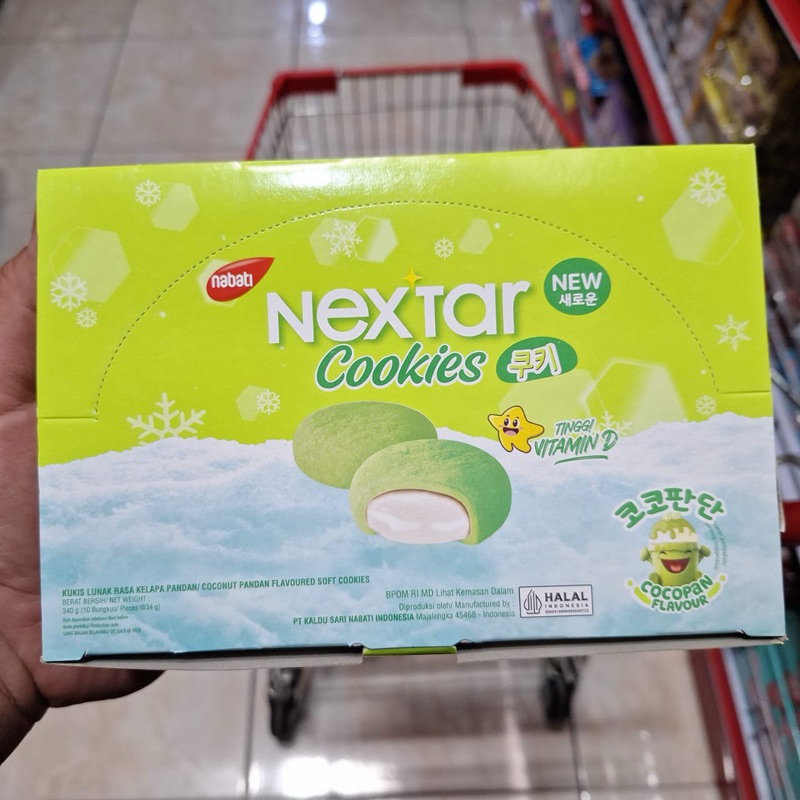 nabati
NexTar
NEW
새로운
Cookies
쿠키
TINGGI
VITAMIN D
코코판단
COCOPAN
FLAVOUR
KUKIS LUNAK RASA KELAPA PANDAN/ COCONUT PANDAN FLAVOURED SOFT COOKIES
BERAT BERSIH/ NET WEIGHT :
340 g (10 Bungkus/ Pieces @34 g)
BPOM RI MD Lihat Kemasan Dalam
Diproduksi oleh/ Manufactured by :
PT KALDU SARI NABATI INDONESIA Majalengka 45468 - Indonesia
HALAL
INDONESIA